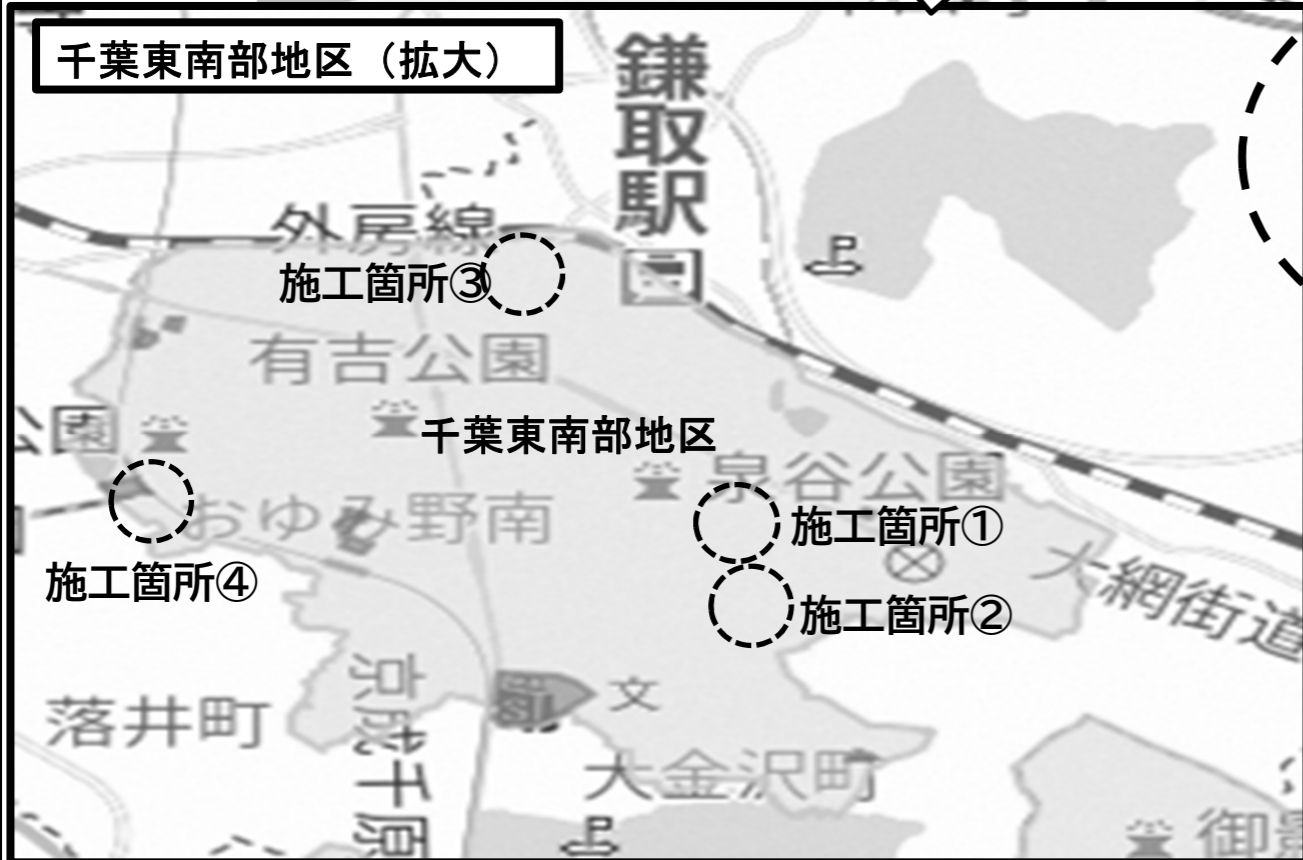 千葉東南部地区（拡大）
鎌取駅
外房線
施工箇所③
有吉公園
公園
千葉東南部地区
泉谷公園
おゆみ野南
施工箇所①
施工箇所④
施工箇所②
大網街道
落井町
京成千原
文
大金沢町
御